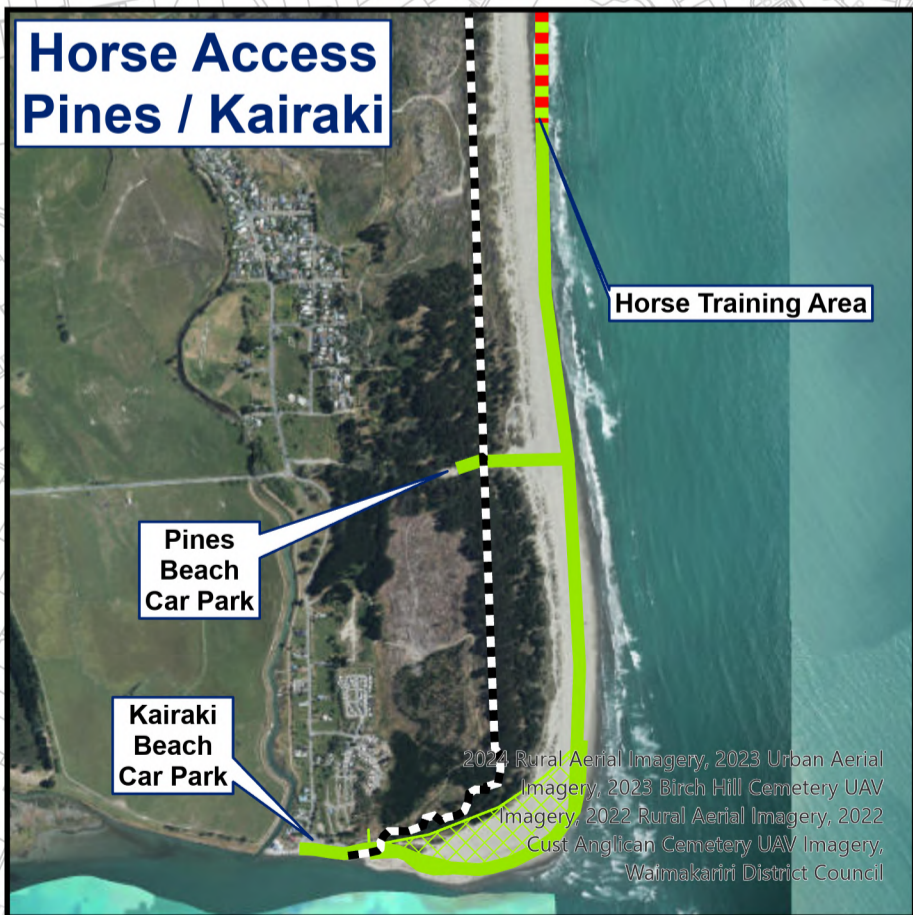 Horse Access
Pines / Kairaki
Horse Training Area
Pines
Beach
Car Park
Kairaki
Beach
Car Park
2024 Rural Aerial Imagery, 2023 Urban Aerial
Imagery, 2023 Birch Hill Cemetery UAV
Imagery, 2022 Rural Aerial Imagery, 2022
Cust Anglican Cemetery UAV Imagery,
Waimakariri District Council